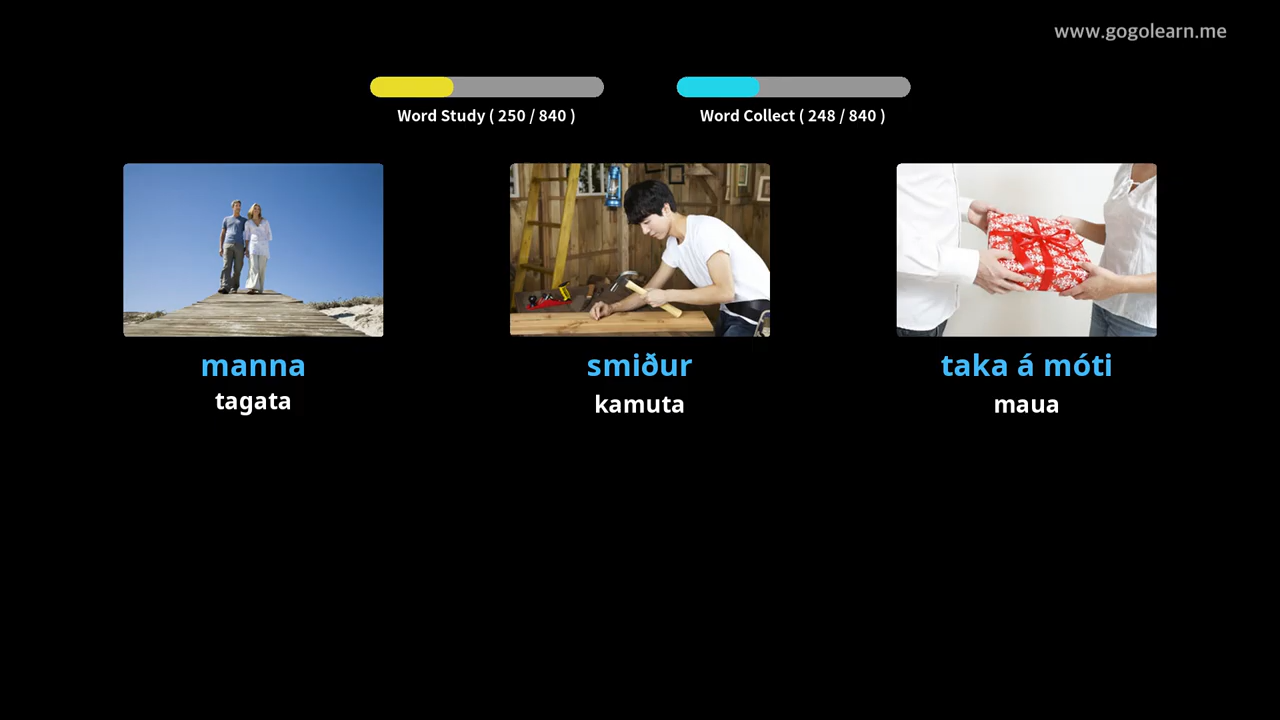 www.gogolearn.me
Word Study ( 250 / 840 )
Word Collect ( 248 / 840 )
manna
tagata
smiður
kamuta
taka á móti
maua